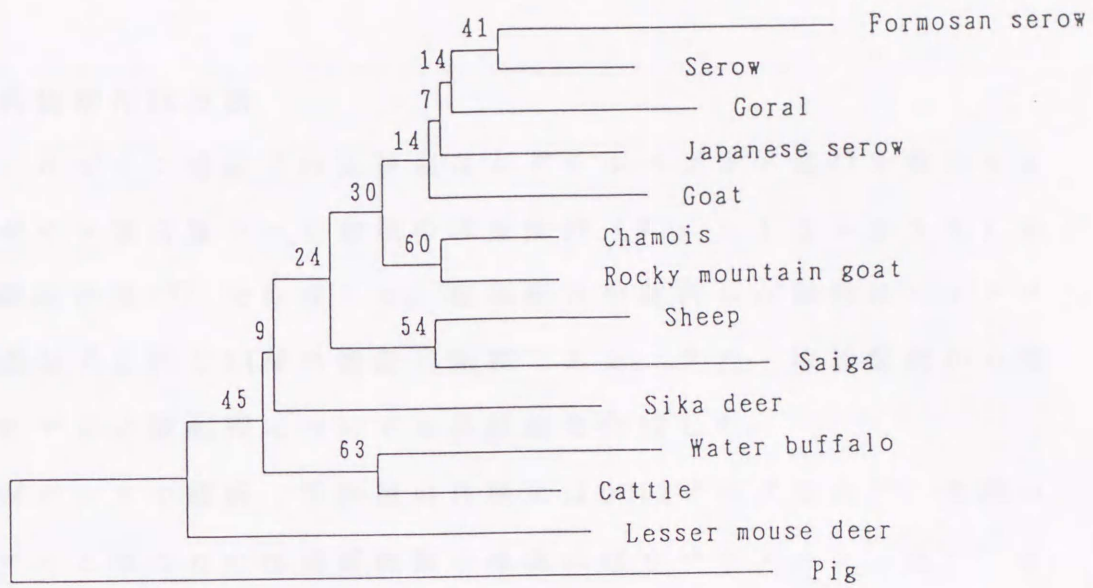 41 Formosan serow
14 Serow
7 Goral
14 Japanese serow
30 Goat
Chamois
24 60 Rocky mountain goat
9 54 Sheep
Saiga
45 Sika deer
63 Water buffalo
Cattle
Lesser mouse deer
Pig